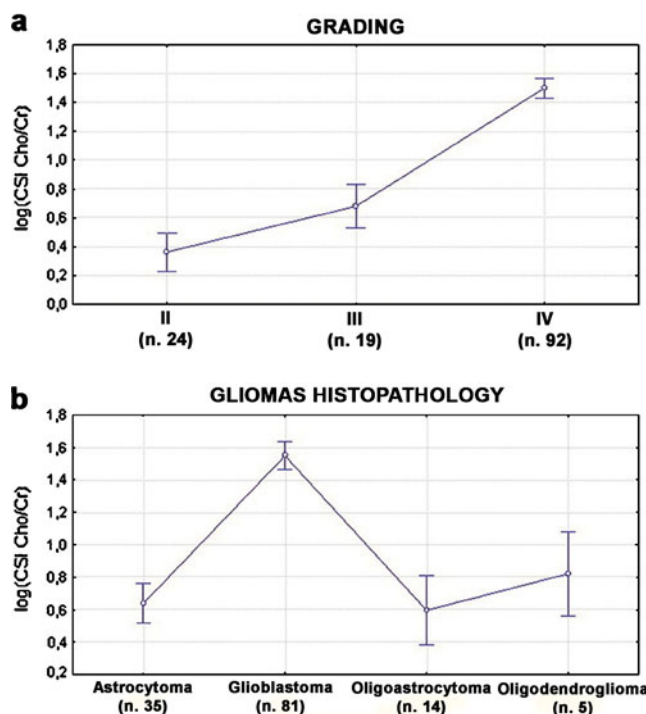 a
GRADING
log(CSI Cho/Cr)
1,8
1,6
1,4
1,2
1,0
0,8
0,6
0,4
0,2
0,0
II III IV
(n. 24) (n. 19) (n. 92)
b
GLIOMAS HISTOPATHOLOGY
log(CSI Cho/Cr)
1,8
1,6
1,4
1,2
1,0
0,8
0,6
0,4
0,2
Astrocytoma Glioblastoma Oligoastrocytoma Oligodendroglioma
(n. 35) (n. 81) (n. 14) (n. 5)